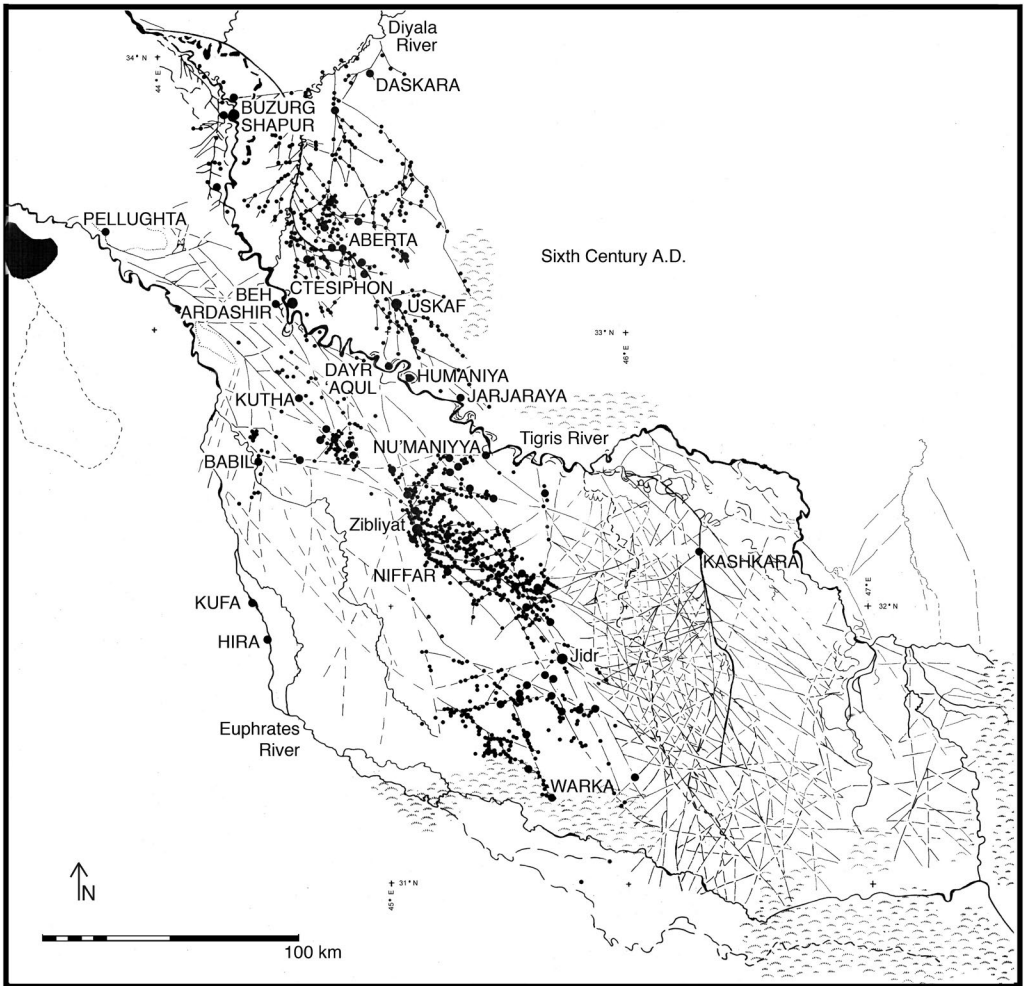 Diyala
River
34° N
44° E
DASKARA
BUZURG
SHAPUR
PELLUGHTA
'ABERTA
Sixth Century A.D.
CTESIPHON
BEH
ARDASHIR
USKAF
33° N
46° E
DAYR
'AQUL
HUMANIYA
KUTHA
JARJARAYA
Tigris River
NU'MANIYYA
BABIL
Zibliyat
KASHKARA
NIFFAR
47° E
32° N
KUFA
HIRA
Jidr
Euphrates
River
WARKA
31° N
45° E
N
100 km